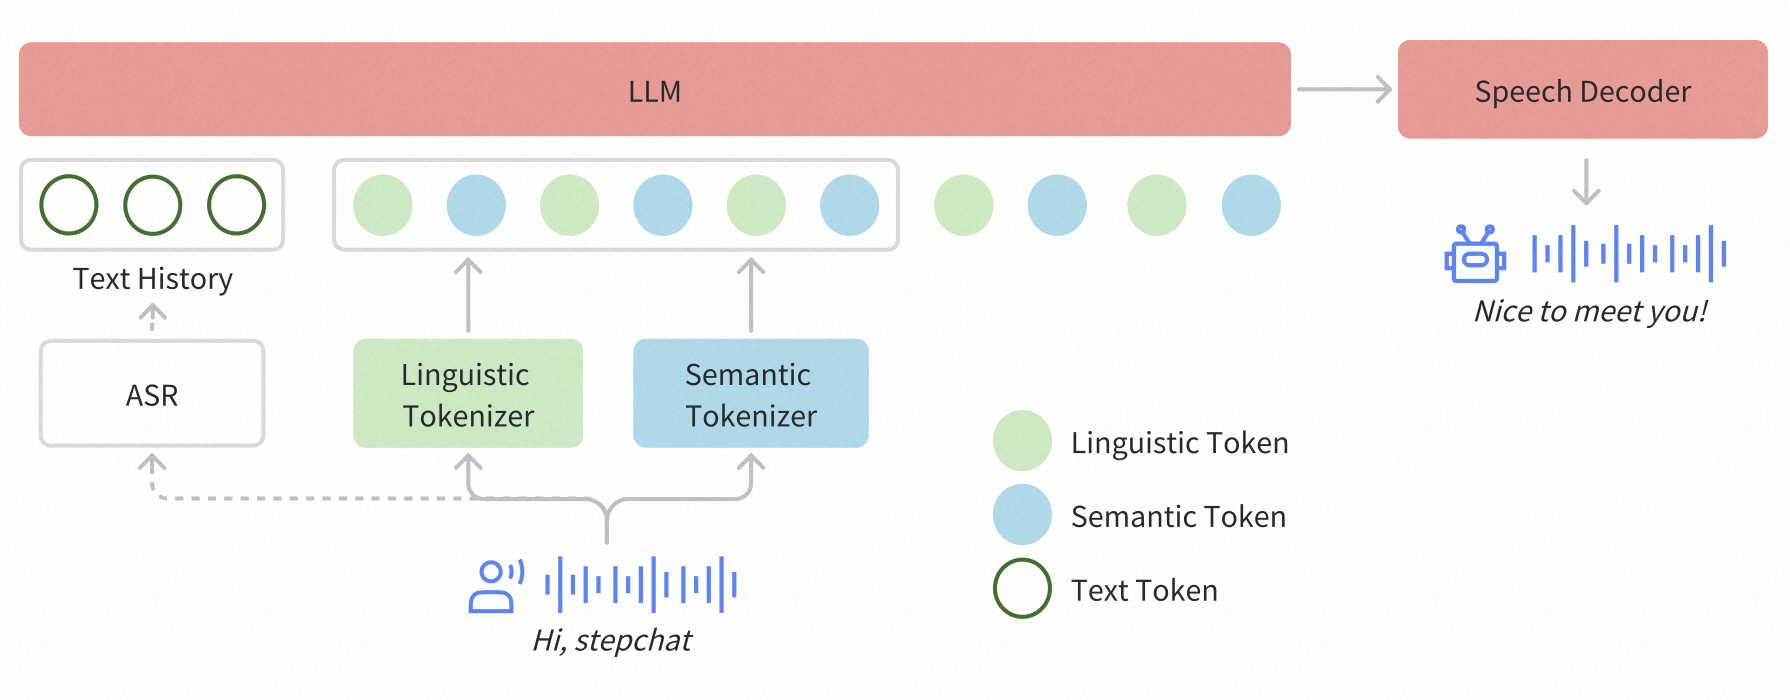 LLM
Speech Decoder
Text History
Nice to meet you!
ASR
Linguistic
Tokenizer
Semantic
Tokenizer
Linguistic Token
Semantic Token
Text Token
Hi, stepchat